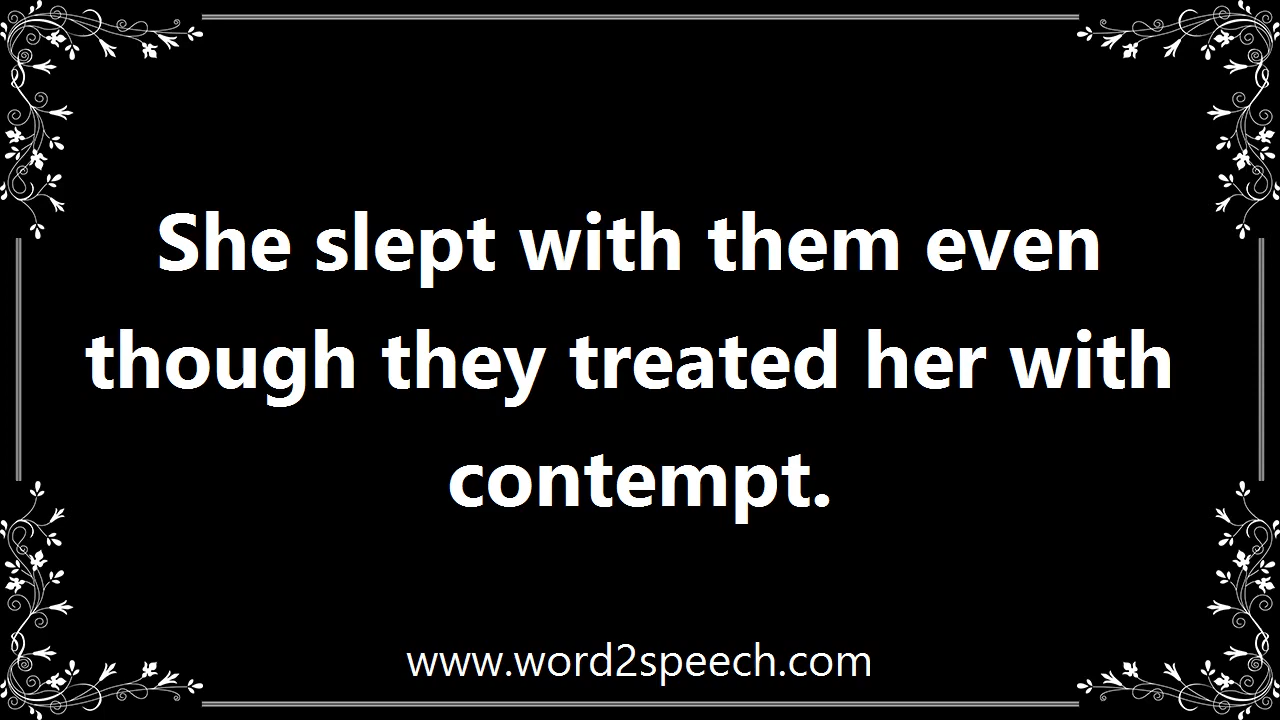 She slept with them even
though they treated her with
contempt.
www.word2speech.com